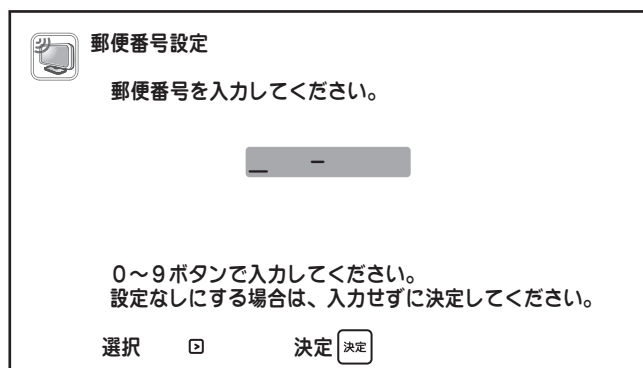 郵便番号設定
郵便番号を入力してください。
_ －
０～９ボタンで入力してください。
設定なしにする場合は、入力せずに決定してください。
選択 決定 決定